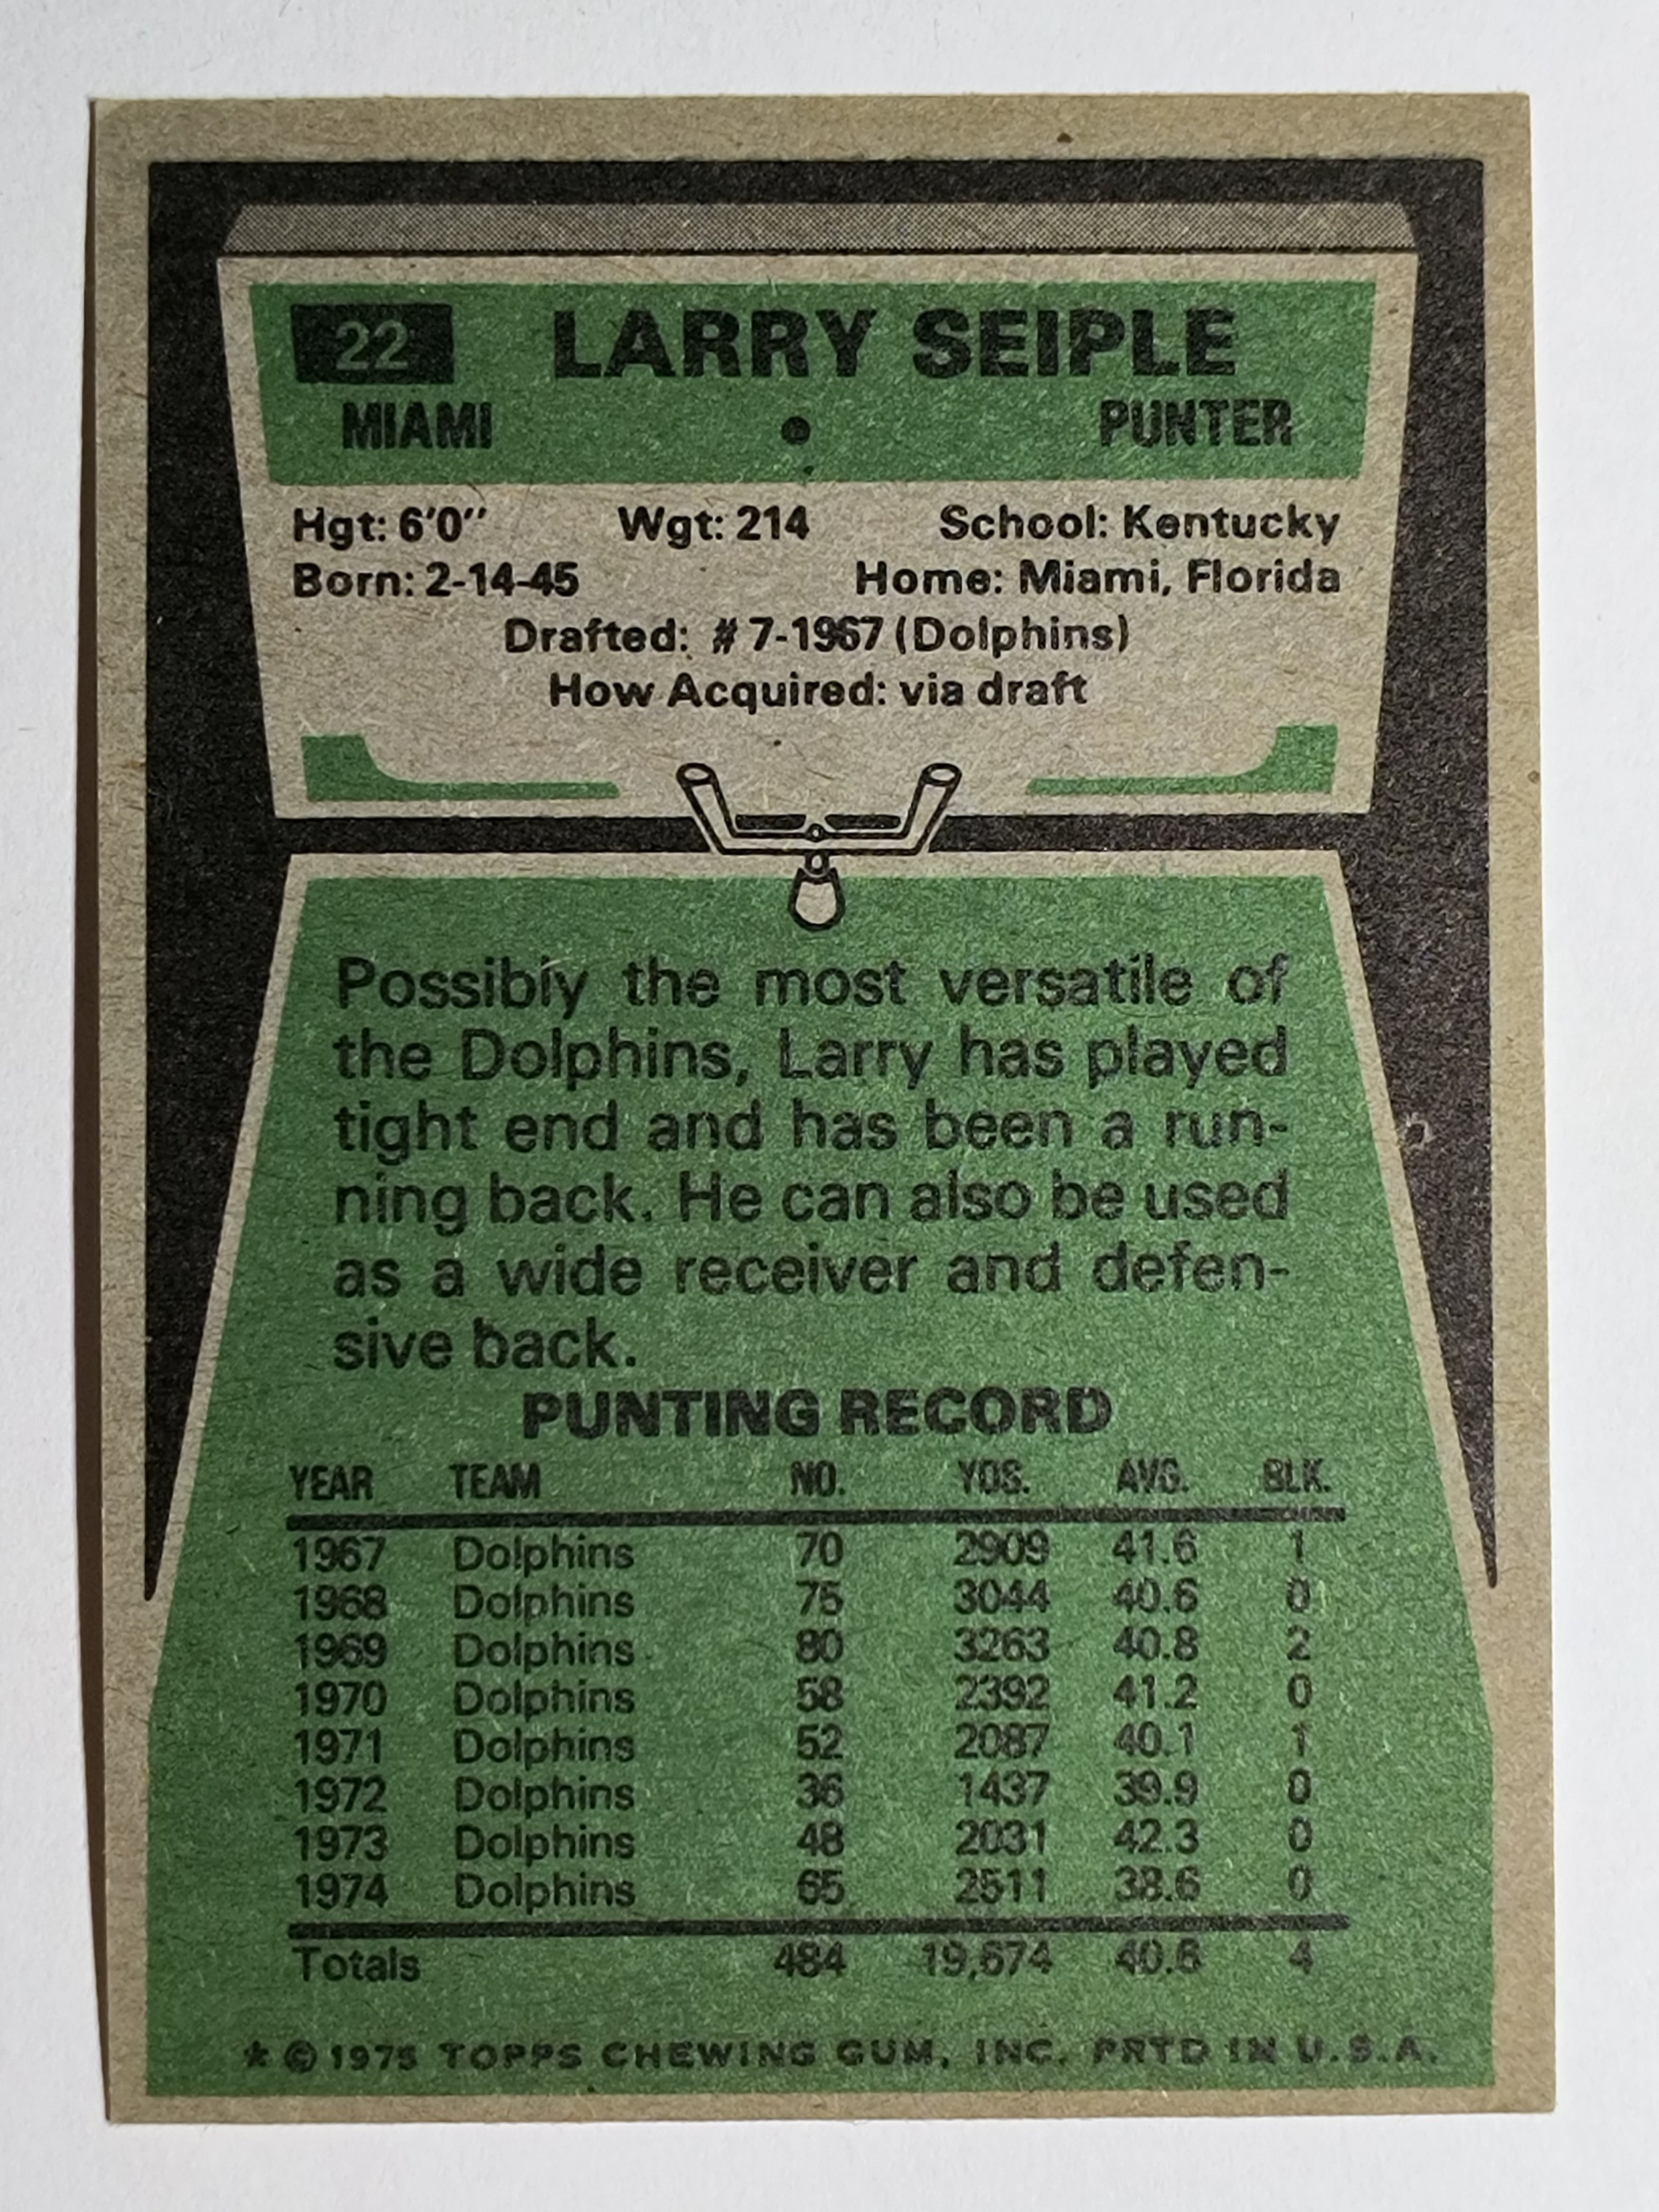 22 LARRY SEIPLE
MIAMI • PUNTER
Hgt: 6'0" Wgt: 214 School: Kentucky
Born: 2-14-45 Home: Miami, Florida
Drafted: #7-1967 (Dolphins)
How Acquired: via draft
Possibly the most versatile of
the Dolphins, Larry has played
tight end and has been a run-
ning back. He can also be used
as a wide receiver and defen-
sive back.
PUNTING RECORD
YEAR TEAM NO. YDS. AVG. BLK.
1967 Dolphins 70 2909 41.6 1
1968 Dolphins 75 3044 40.6 0
1969 Dolphins 80 3263 40.8 2
1970 Dolphins 58 2392 41.2 0
1971 Dolphins 52 2087 40.1 1
1972 Dolphins 36 1437 39.9 0
1973 Dolphins 48 2031 42.3 0
1974 Dolphins 65 2511 38.6 0
Totals 484 19,674 40.6 4
* © 1975 TOPPS CHEWING GUM, INC. PRTD IN U.S.A.